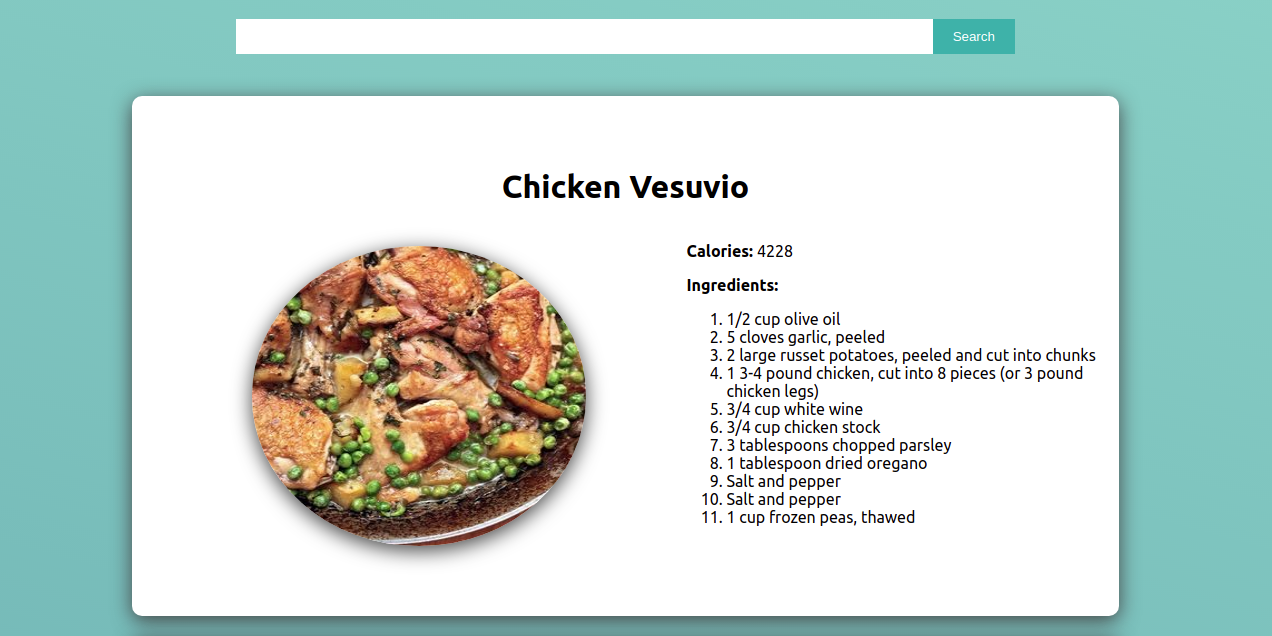 Search
Chicken Vesuvio
Calories: 4228
Ingredients:
1. 1/2 cup olive oil
2. 5 cloves garlic, peeled
3. 2 large russet potatoes, peeled and cut into chunks
4. 1 3-4 pound chicken, cut into 8 pieces (or 3 pound
chicken legs)
5. 3/4 cup white wine
6. 3/4 cup chicken stock
7. 3 tablespoons chopped parsley
8. 1 tablespoon dried oregano
9. Salt and pepper
10. Salt and pepper
11. 1 cup frozen peas, thawed